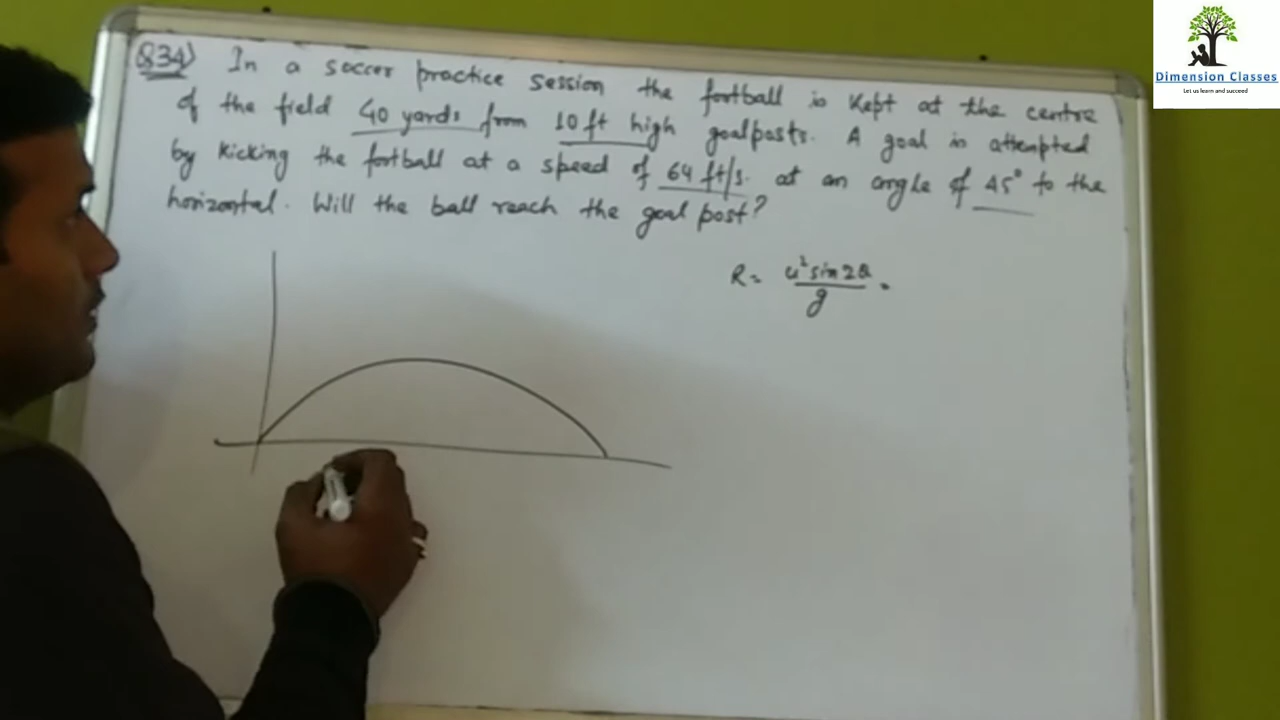 Q34) In a soccer practice session the football is kept at the centre
of the field 40 yards from 10 ft high goalposts. A goal is attempted
by kicking the football at a speed of 64 ft/s. at an angle of 45° to the
horizontal. Will the ball reach the goal post?
R = u² sin 2θ / g =
Dimension Classes
Let us learn and succeed